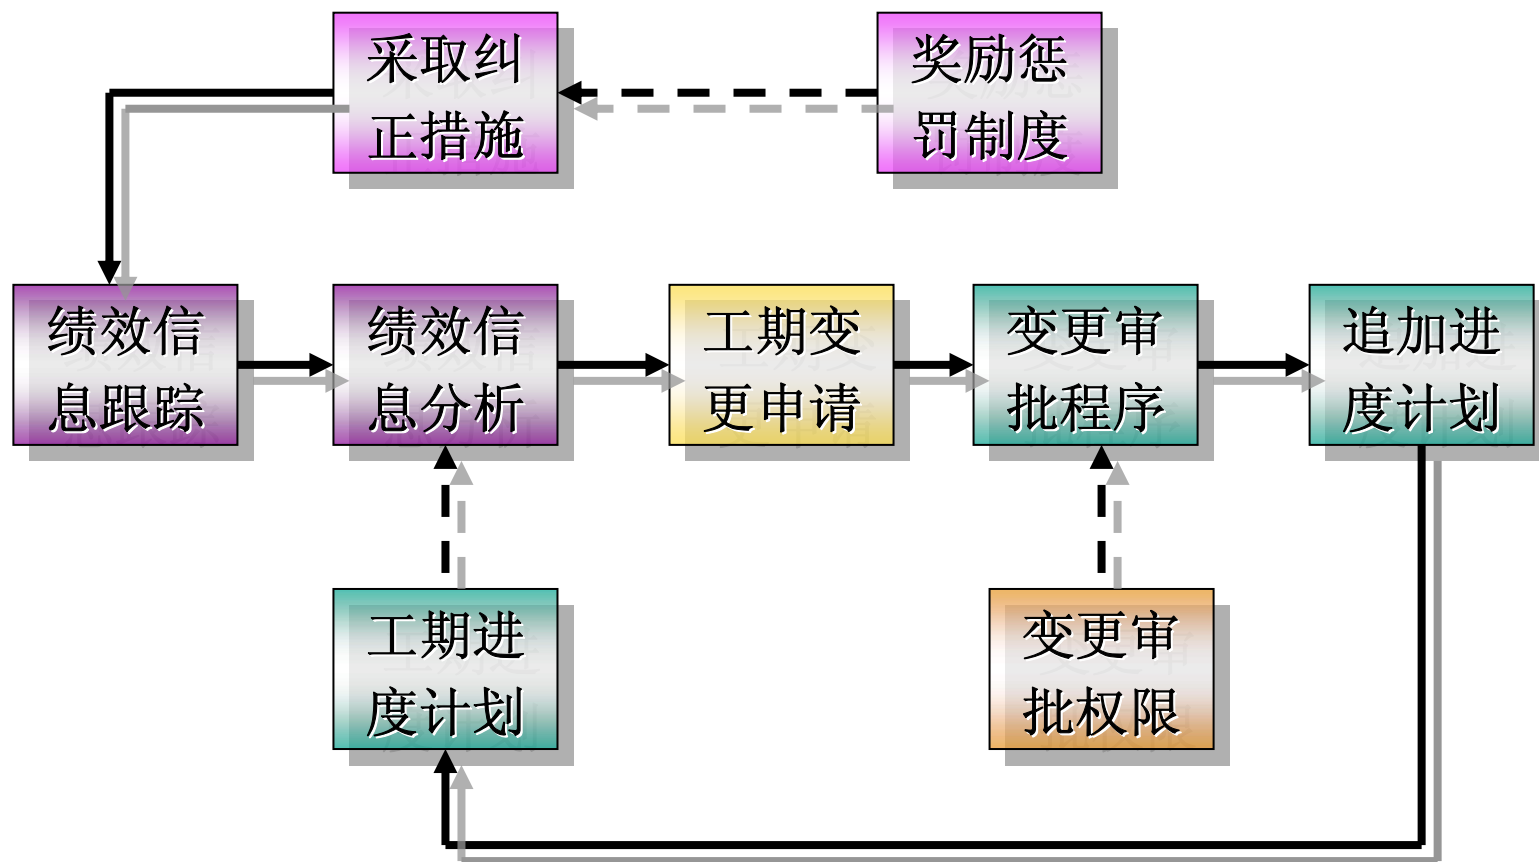 采取纠
正措施
奖励惩
罚制度
绩效信
息跟踪
绩效信
息分析
工期变
更申请
变更审
批程序
追加进
度计划
工期进
度计划
变更审
批权限